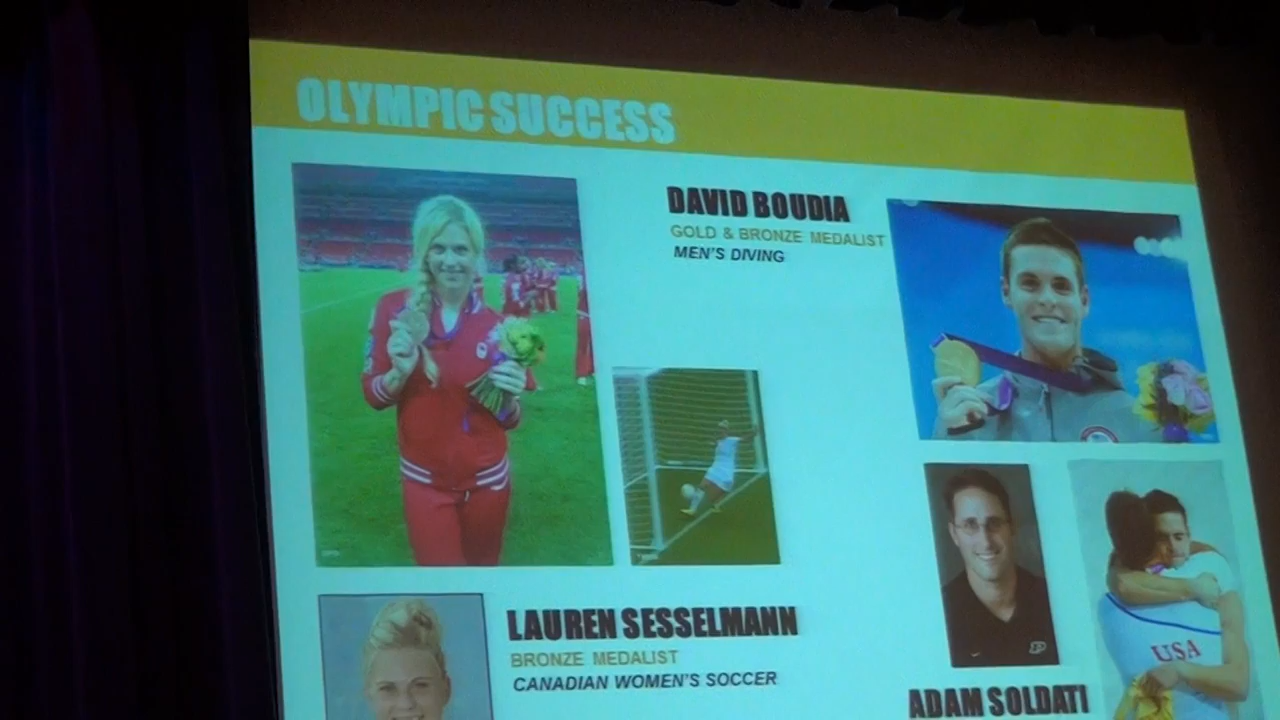 OLYMPIC SUCCESS
DAVID BOUDIA
GOLD & BRONZE MEDALIST
MEN'S DIVING
LAUREN SESSELMANN
BRONZE MEDALIST
CANADIAN WOMEN'S SOCCER
USA
P
ADAM SOLDATI